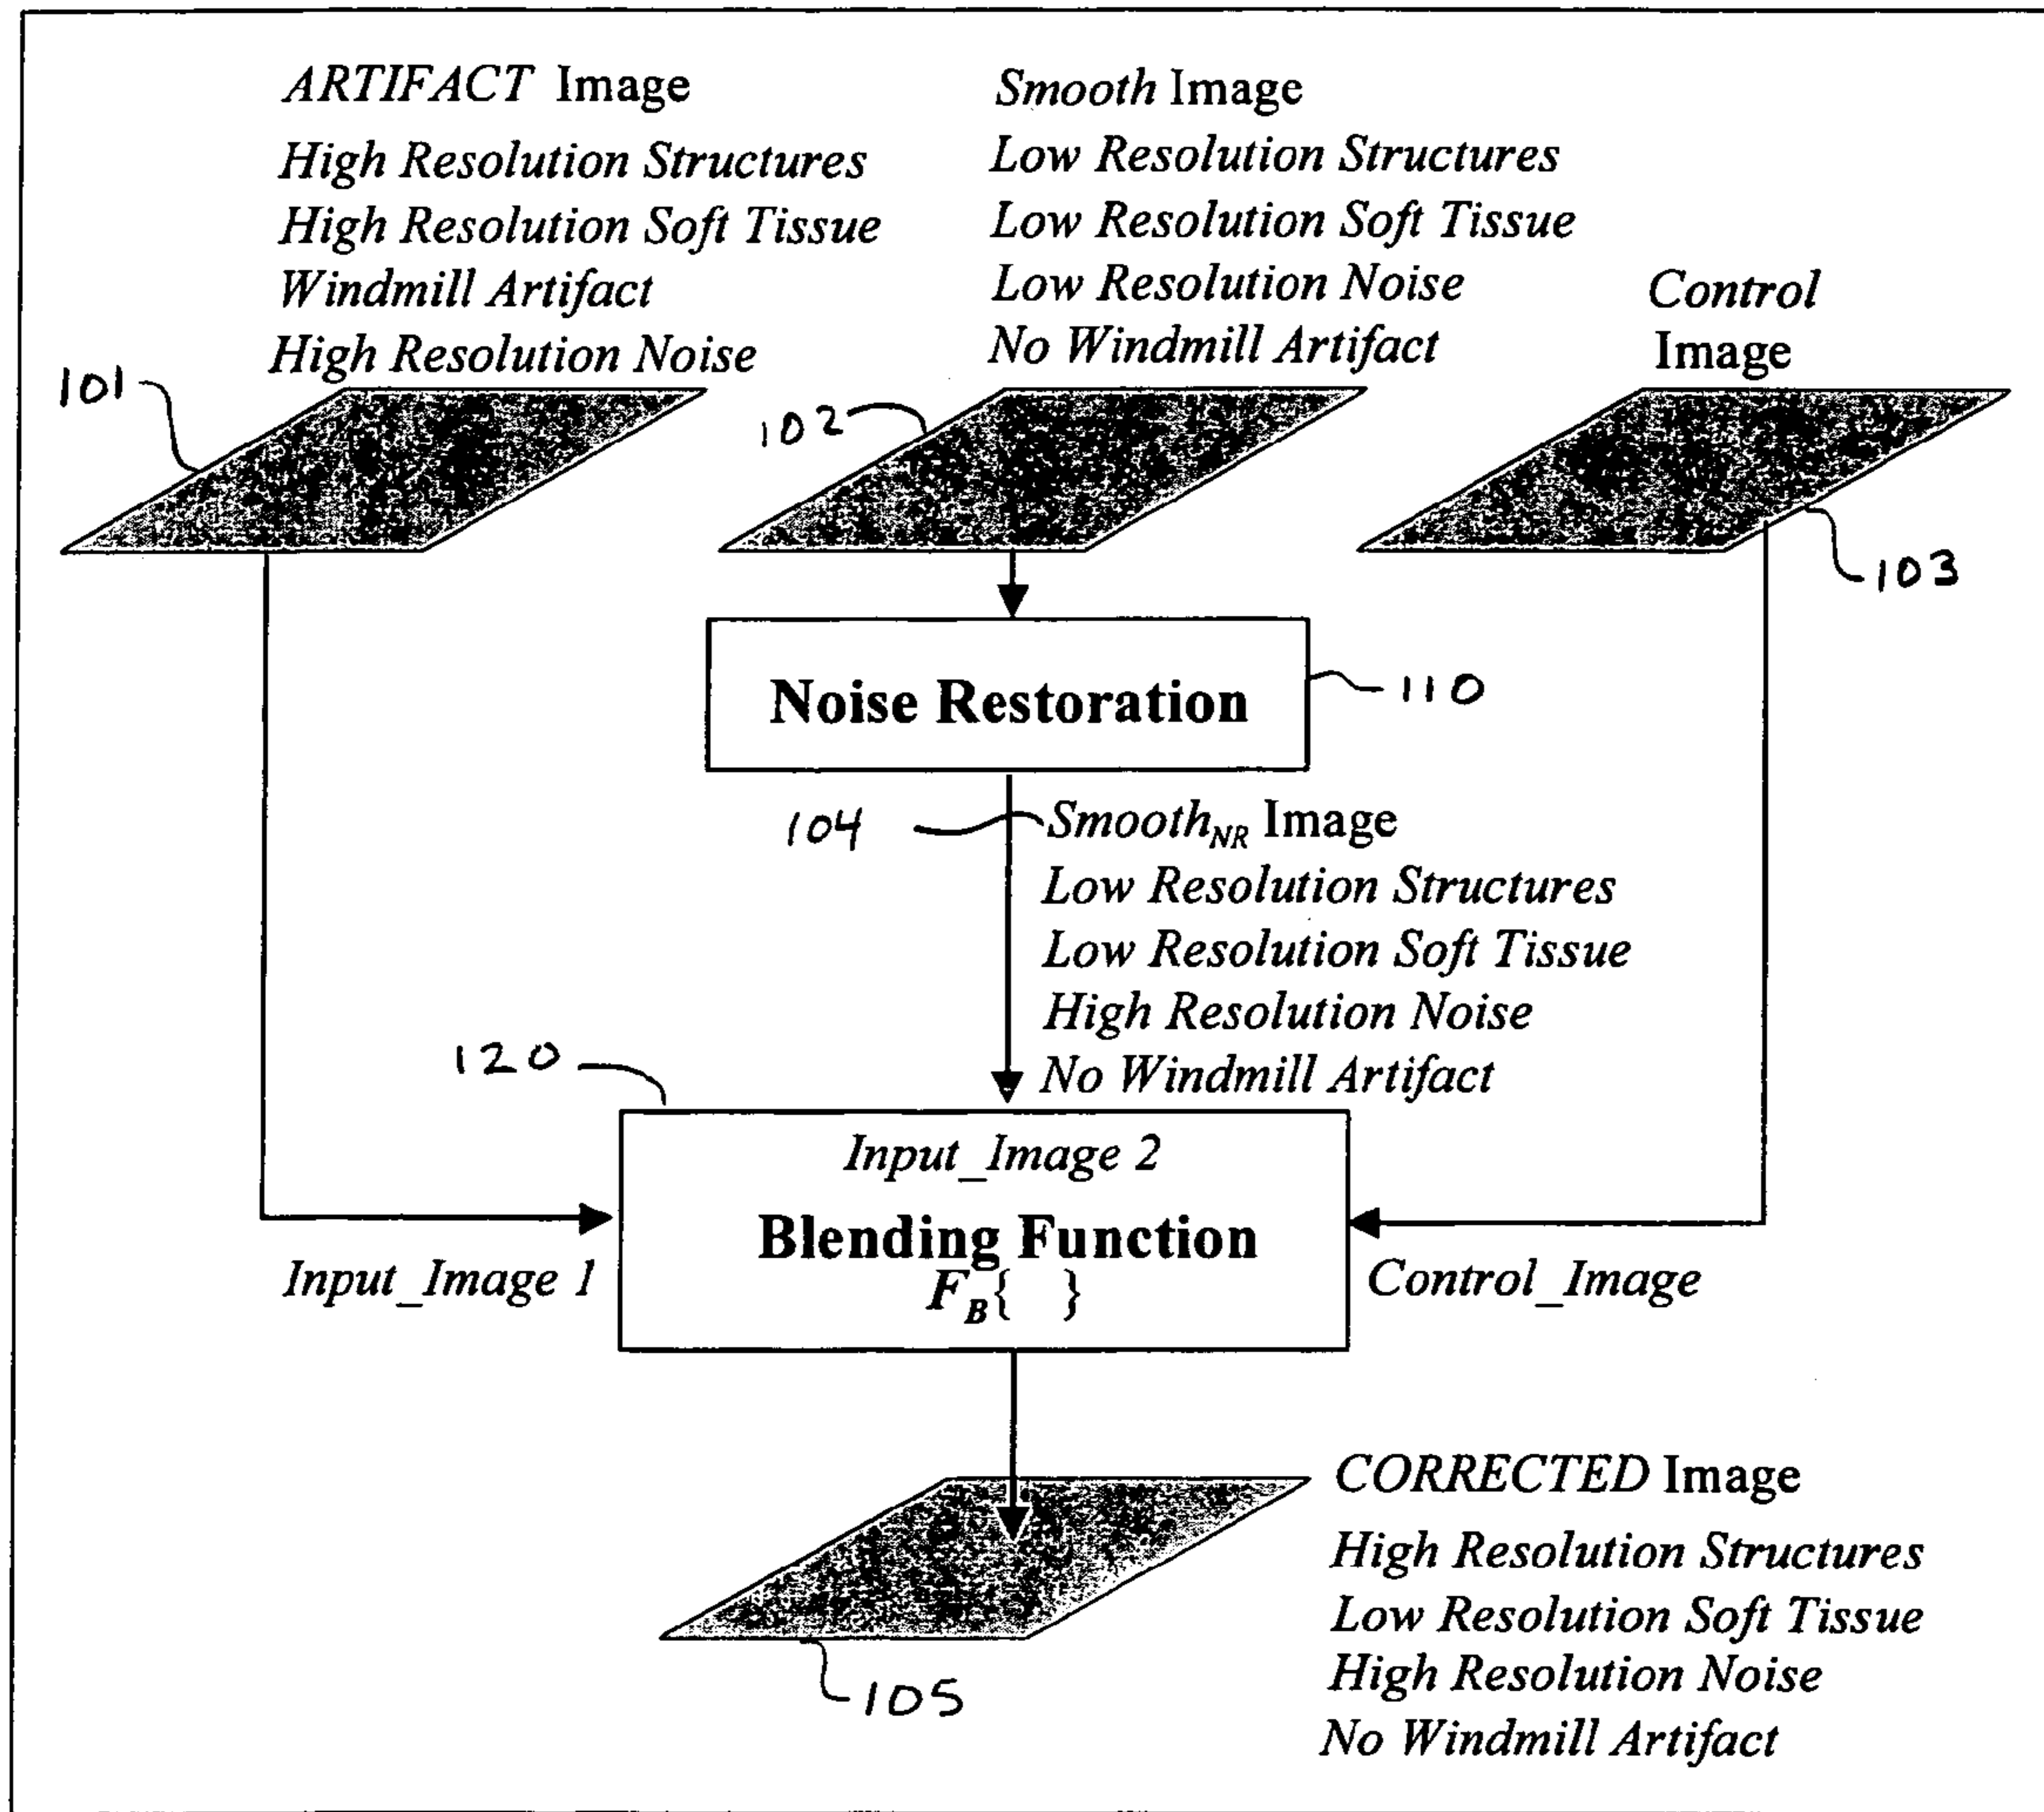 ARTIFACT Image
High Resolution Structures
High Resolution Soft Tissue
Windmill Artifact
High Resolution Noise
Smooth Image
Low Resolution Structures
Low Resolution Soft Tissue
Low Resolution Noise
No Windmill Artifact
Control
Image
101
102
103
Noise Restoration
110
104
SmoothNR Image
Low Resolution Structures
Low Resolution Soft Tissue
High Resolution Noise
No Windmill Artifact
120
Input_Image 2
Blending Function
FB{ }
Input_Image 1
Control_Image
CORRECTED Image
High Resolution Structures
Low Resolution Soft Tissue
High Resolution Noise
No Windmill Artifact
105